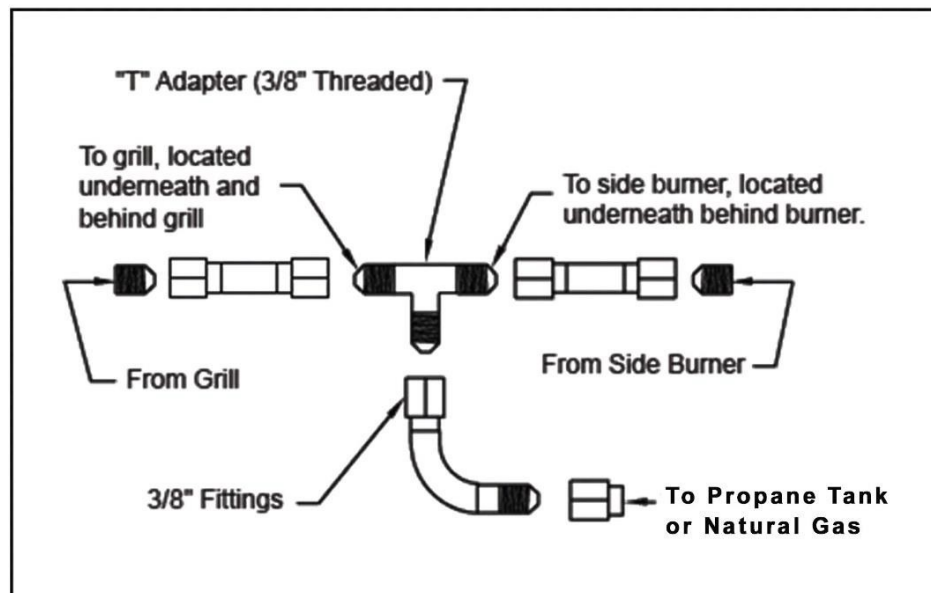 "T" Adapter (3/8" Threaded)
To grill, located
underneath and
behind grill
To side burner, located
underneath behind burner.
From Grill
From Side Burner
3/8" Fittings
To Propane Tank
or Natural Gas